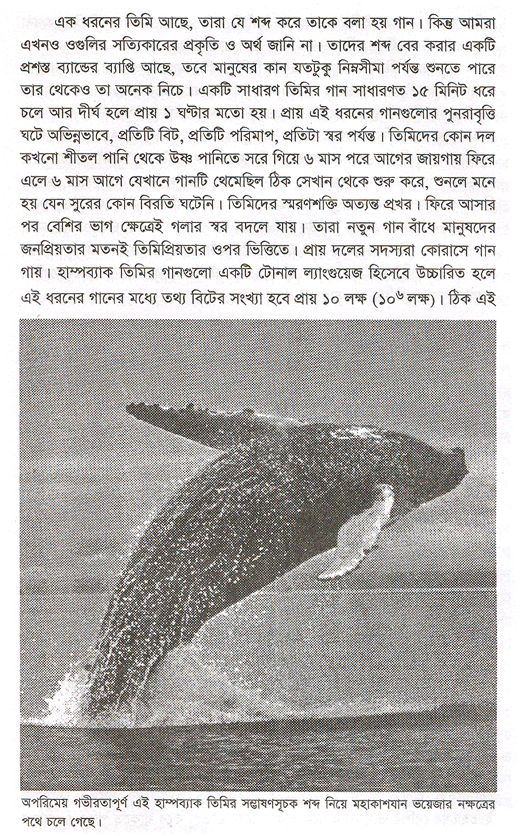 এক ধরনের তিমি আছে, তারা যে শব্দ করে তাকে বলা হয় গান। কিন্তু আমরা
এখনও ওগুলির সত্যিকারের প্রকৃতি ও অর্থ জানি না। তাদের শব্দ বের করার একটি
প্রশস্ত ব্যান্ডের ব্যাপ্তি আছে, তবে মানুষের কান যতটুকু নিম্নসীমা পর্যন্ত শুনতে পারে
তার থেকেও তা অনেক নিচে। একটি সাধারণ তিমির গান সাধারণত ১৫ মিনিট ধরে
চলে আর দীর্ঘ হলে প্রায় ১ ঘণ্টার মতো হয়। প্রায় এই ধরনের গানগুলোর পুনরাবৃত্তি
ঘটে অভিন্নভাবে, প্রতিটি বিট, প্রতিটি পরিমাপ, প্রতিটা স্বর পর্যন্ত। তিমিদের কোন দল
কখনো শীতল পানি থেকে উষ্ণ পানিতে সরে গিয়ে ৬ মাস পরে আগের জায়গায় ফিরে
এলে ৬ মাস আগে যেখানে গানটি থেমেছিল ঠিক সেখান থেকে শুরু করে, শুনলে মনে
হয় যেন সুরের কোন বিরতি ঘটেনি। তিমিদের স্মরণশক্তি অত্যন্ত প্রখর। ফিরে আসার
পর বেশির ভাগ ক্ষেত্রেই গলার স্বর বদলে যায়। তারা নতুন গান বাঁধে মানুষদের
জনপ্রিয়তার মতনই তিমিপ্রিয়তার ওপর ভিত্তিতে। প্রায় দলের সদস্যরা কোরাসে গান
গায়। হাম্পব্যাক তিমির গানগুলো একটি টোনাল ল্যাংগুয়েজ হিসেবে উচ্চারিত হলে
এই ধরনের গানের মধ্যে তথ্য বিটের সংখ্যা হবে প্রায় ১০ লক্ষ (১০⁶ লক্ষ)। ঠিক এই
অপরিমেয় গভীরতাপূর্ণ এই হাম্পব্যাক তিমির সম্ভাষণসূচক শব্দ নিয়ে মহাকাশযান ভয়েজার নক্ষত্রের
পথে চলে গেছে।